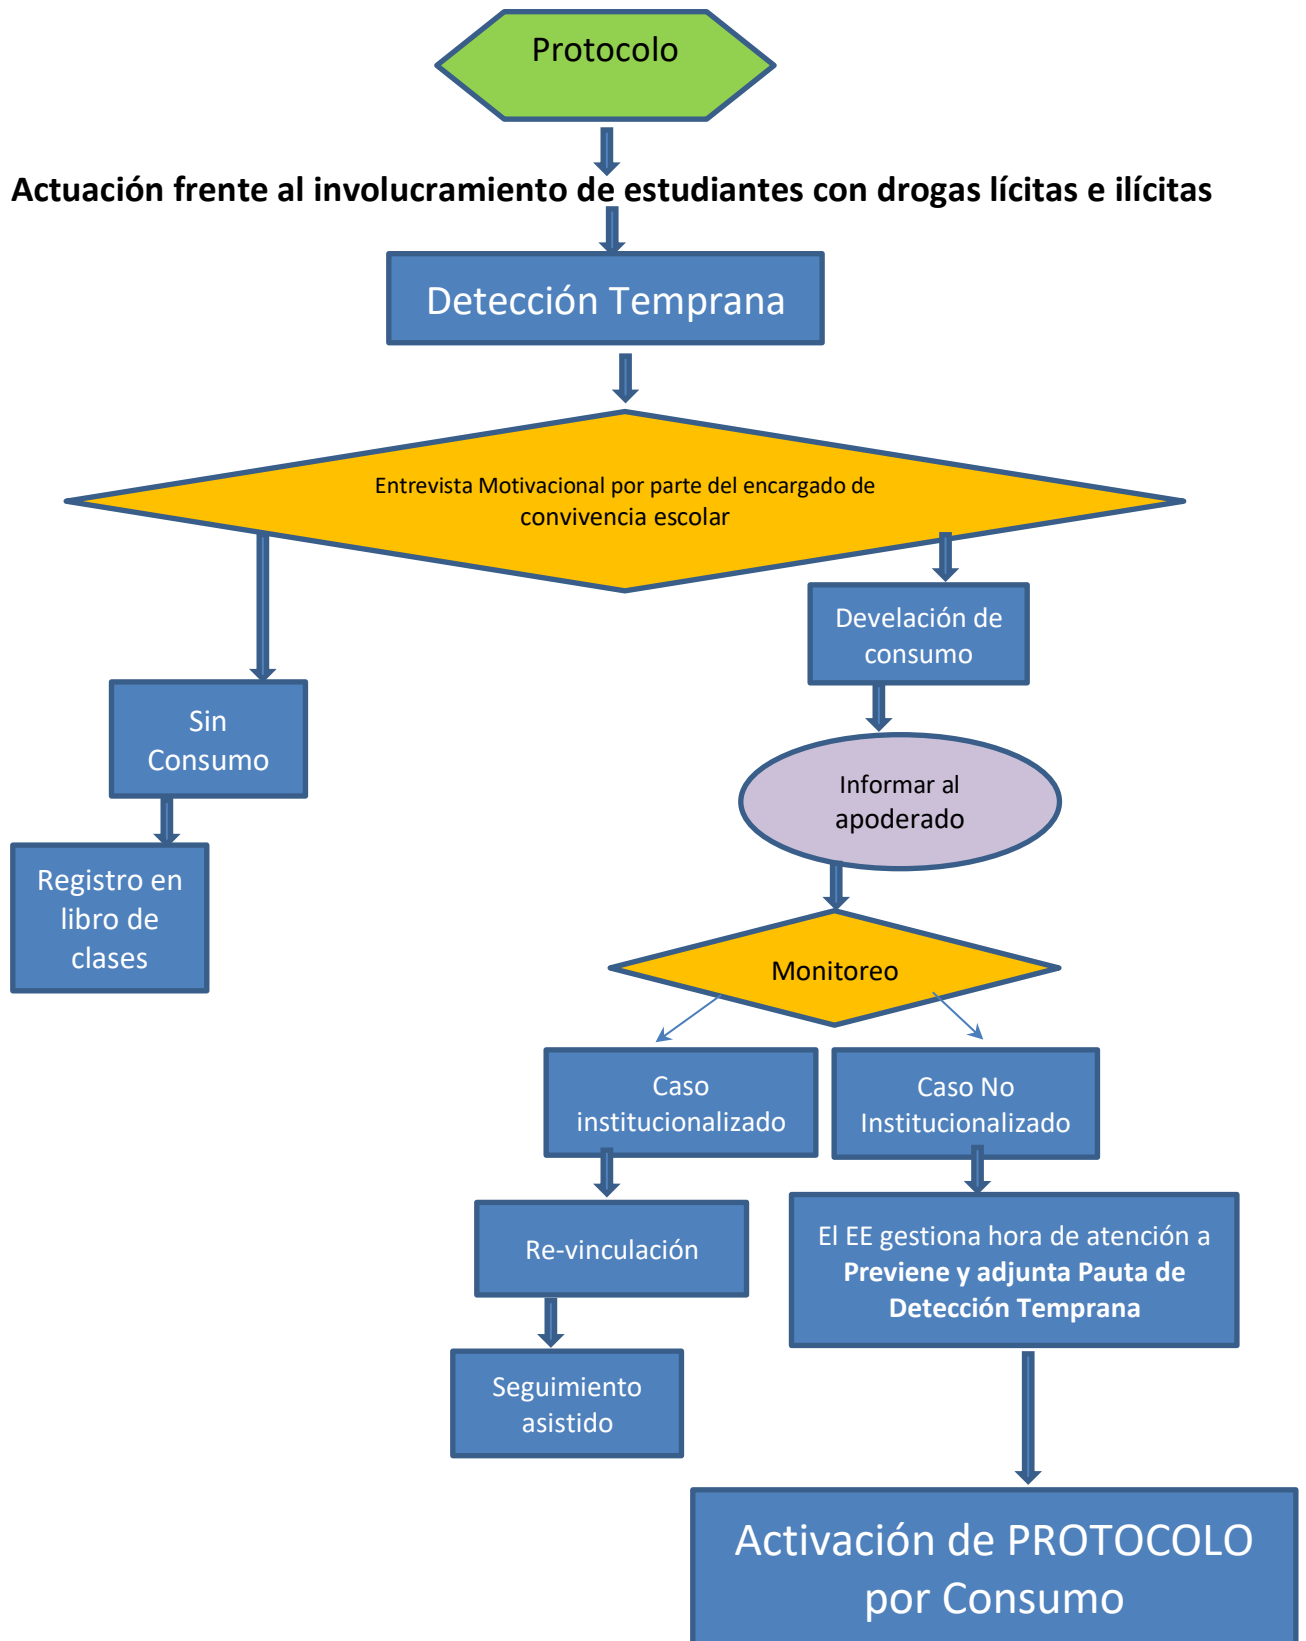 Protocolo
Actuación frente al involucramiento de estudiantes con drogas lícitas e ilícitas
Detección Temprana
Entrevista Motivacional por parte del encargado de
convivencia escolar
Develación de
consumo
Sin
Consumo
Informar al
apoderado
Registro en
libro de
clases
Monitoreo
Caso
institucionalizado
Caso No
Institucionalizado
Re-vinculación
El EE gestiona hora de atención a
Previene y adjunta Pauta de
Detección Temprana
Seguimiento
asistido
Activación de PROTOCOLO
por Consumo